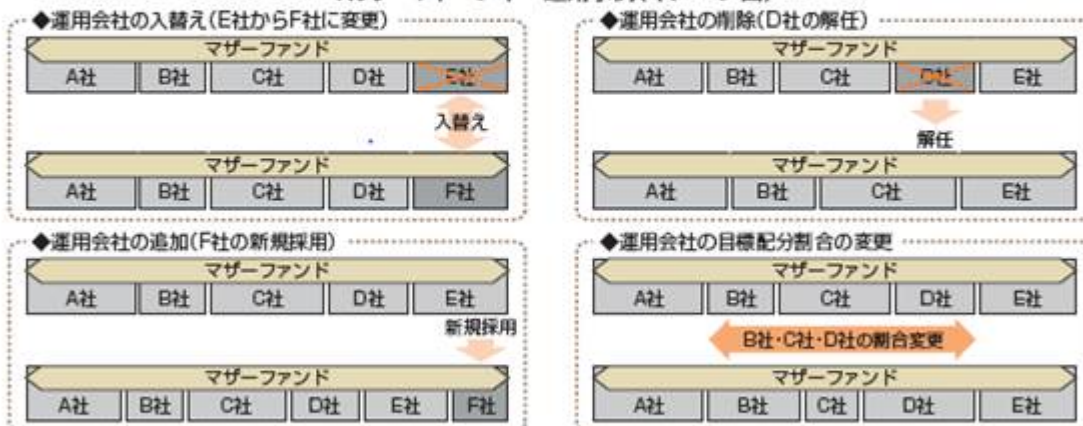 ◆運用会社の入替え(E社からF社に変更)
マザーファンド
A社 B社 C社 D社 E社
入替え
マザーファンド
A社 B社 C社 D社 F社
◆運用会社の削除(D社の解任)
マザーファンド
A社 B社 C社 D社 E社
解任
マザーファンド
A社 B社 C社 E社
◆運用会社の追加(F社の新規採用)
マザーファンド
A社 B社 C社 D社 E社
新規採用
マザーファンド
A社 B社 C社 D社 E社 F社
◆運用会社の目標配分割合の変更
マザーファンド
A社 B社 C社 D社 E社
B社・C社・D社の割合変更
マザーファンド
A社 B社 C社 D社 E社